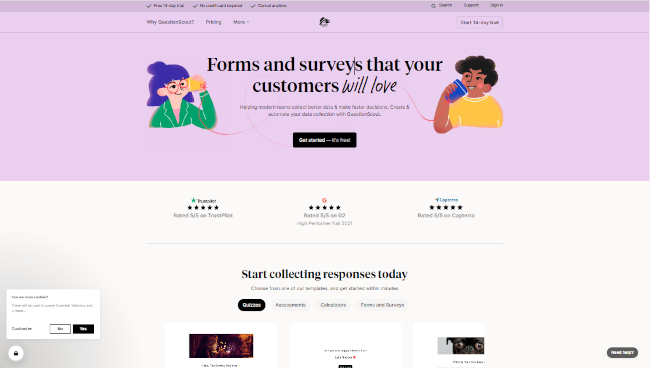 Free 14-day trial No credit card required Cancel anytime Search Support Sign in
Why QuestionScout? Pricing More Start 14-day trial
Forms and surveys that your
customers will love
Helping modern teams collect better data & make faster decisions. Create &
automate your data collection with QuestionScout.
Get started — it's free!
Trustpilot Capterra
Rated 5/5 on TrustPilot Rated 5/5 on G2 Rated 5/5 on Capterra
High Performer Fall 2021
Start collecting responses today
Choose from one of our templates, and get started within minutes
Quizzes Assessments Calculators Forms and Surveys
Customize No Yes
Need help?